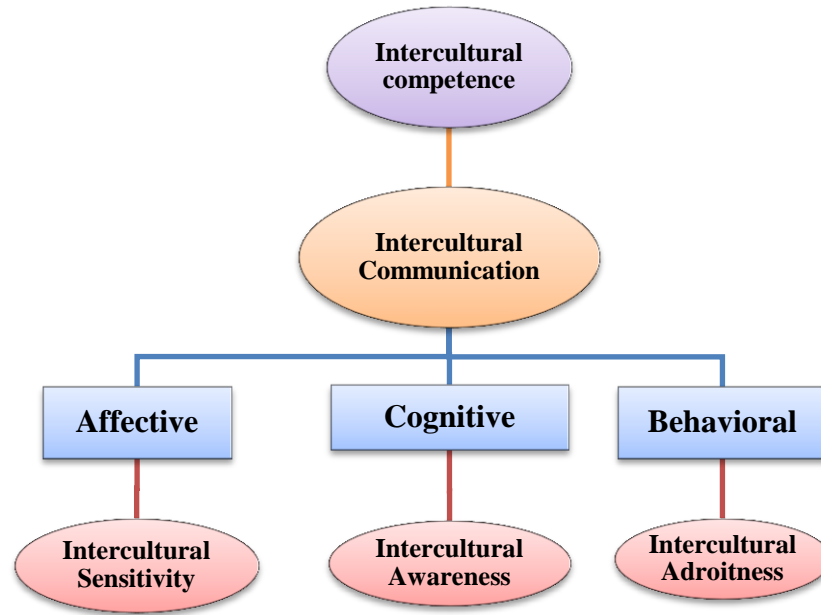 Intercultural
competence
Intercultural
Communication
Affective
Cognitive
Behavioral
Intercultural
Sensitivity
Intercultural
Awareness
Intercultural
Adroitness